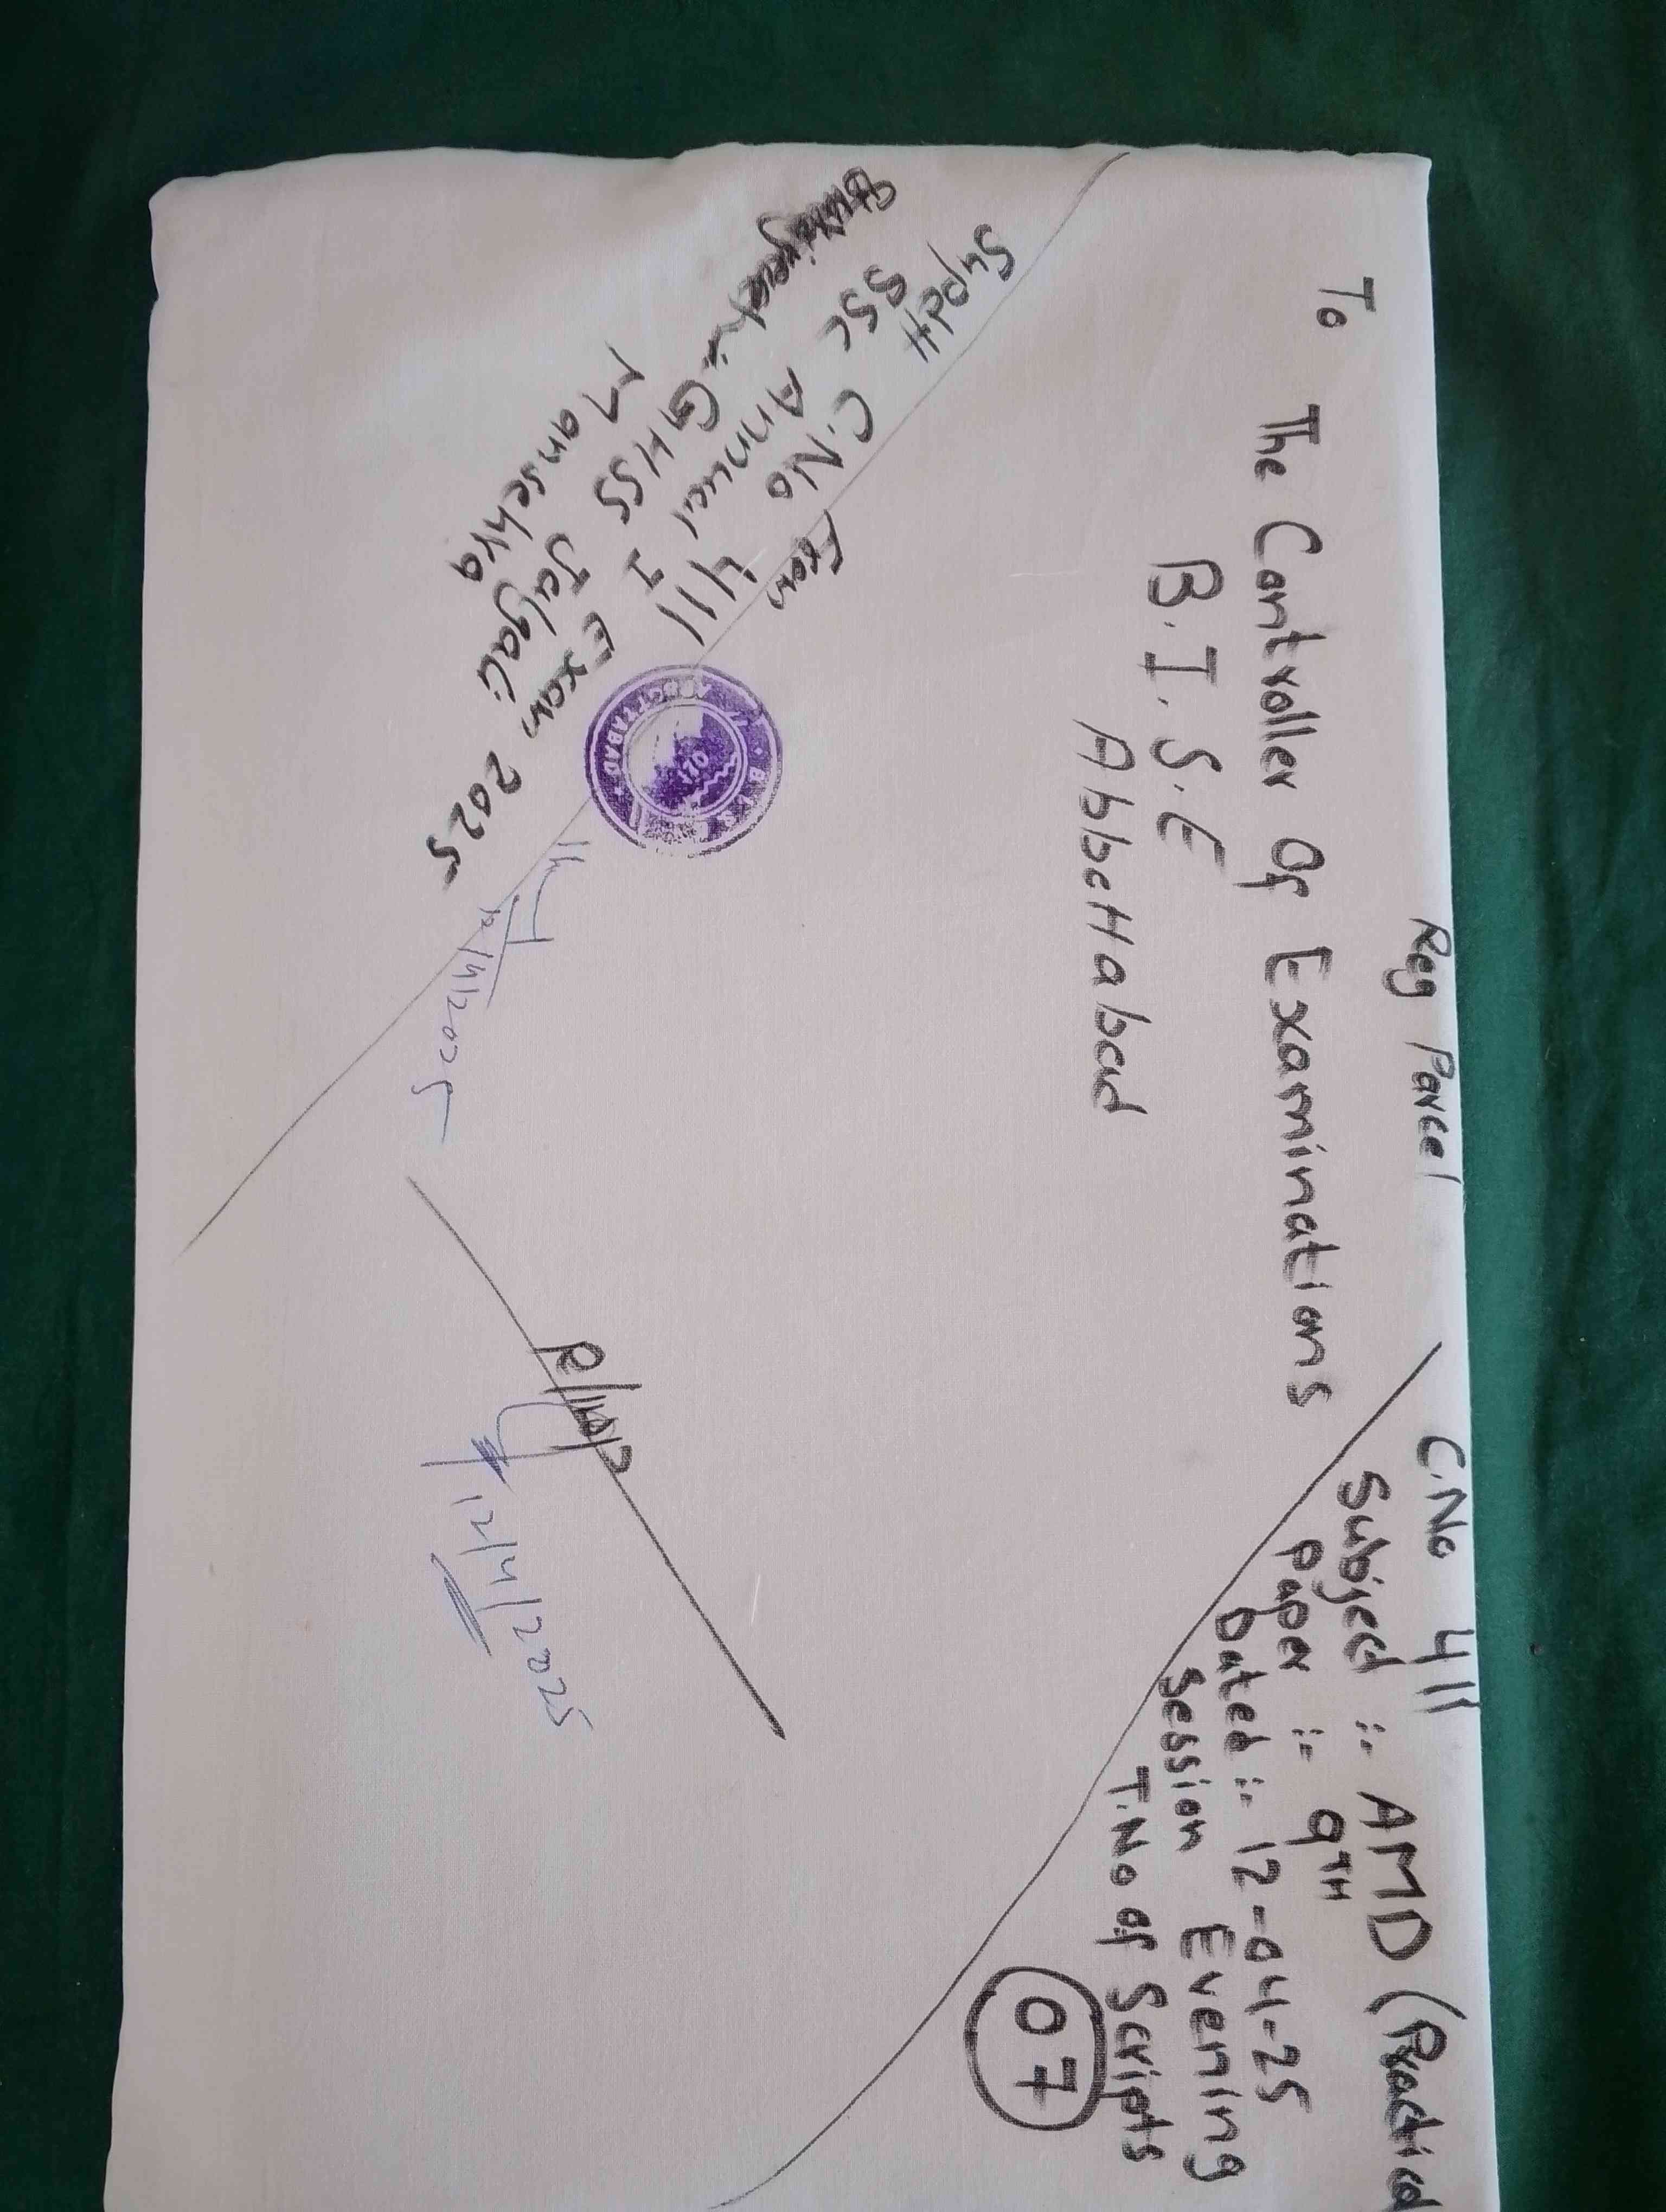 Reg Parcel
To The Controller Of Examinations
B.I.S.E
Abbottabad
C.No 411
Subject :- AMD (Practical
Paper :- 9TH
Dated :- 12-04-25
Session Evening
T.No of Scripts
07
From
Supdtt
C.No 411
SSC Annual I Exam 2025
GHSS Jalgali
Mansehra
ABBOTTABAD
12/4/2025
12/4/2025